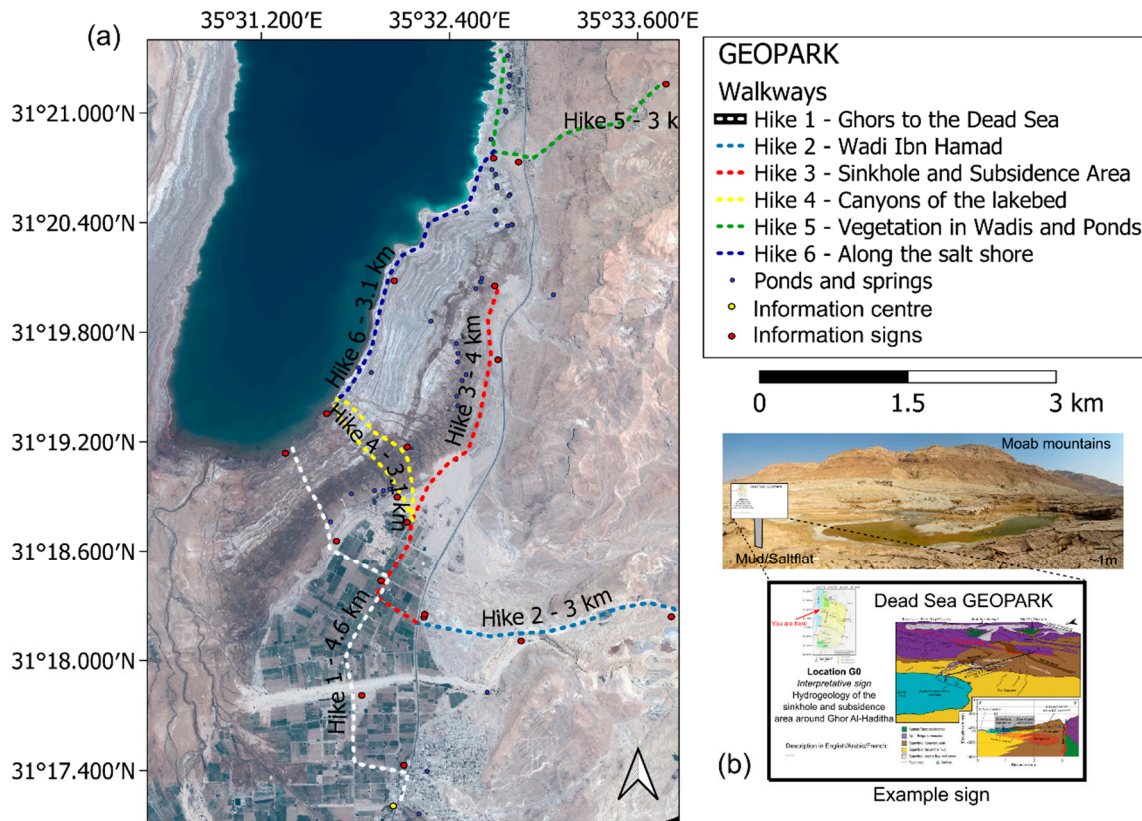 (a)
35°31.200′E
35°32.400′E
35°33.600′E
31°21.000′N
31°20.400′N
31°19.800′N
31°19.200′N
31°18.600′N
31°18.000′N
31°17.400′N
Hike 5 - 3 k
Hike 6 - 3.1 km
Hike 3 - 4 km
Hike 4 - 3.1 km
Hike 2 - 3 km
Hike 1 - 4.6 km
GEOPARK
Walkways
Hike 1 - Ghors to the Dead Sea
Hike 2 - Wadi Ibn Hamad
Hike 3 - Sinkhole and Subsidence Area
Hike 4 - Canyons of the lakebed
Hike 5 - Vegetation in Wadis and Ponds
Hike 6 - Along the salt shore
Ponds and springs
Information centre
Information signs
0 1.5 3 km
Moab mountains
Mud/Saltflat
1m
Dead Sea GEOPARK
You are here
Location G0
Interpretative sign
Hydrogeology of the
sinkhole and subsidence
area around Ghor Al-Haditha
Description in English/Arabic/French:
(b)
Example sign